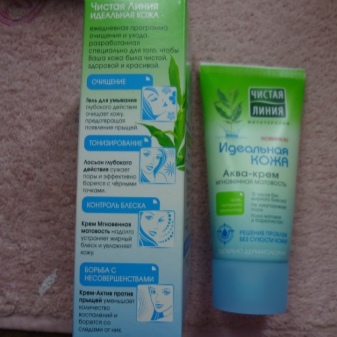 Чистая Линия
ИДЕАЛЬНАЯ КОЖА -
ежедневная программа
очищения и ухода,
разработанная
специально для того, чтобы
Ваша кожа была чистой,
здоровой и красивой.
ОЧИЩЕНИЕ
Гель для умывания
глубокого действия
очищает кожу,
предотвращая
появление прыщей.
ТОНИЗИРОВАНИЕ
Лосьон глубокого
действия сужает
поры и эффективно
борется с чёрными
точками.
КОНТРОЛЬ БЛЕСКА
Крем Мгновенная
матовость надолго
устраняет жирный
блеск и увлажняет
кожу.
БОРЬБА С
НЕСОВЕРШЕНСТВАМИ
Крем-Актив против
прыщей уменьшает
количество
воспалений и
борется со
следами от них.
ЧИСТАЯ
ЛИНИЯ
ФИТОТЕРАПИЯ
Идеальная
КОЖА
Аква-крем
мгновенная матовость
РЕШЕНИЕ ПРОБЛЕМ
БЕЗ СУХОСТИ КОЖИ